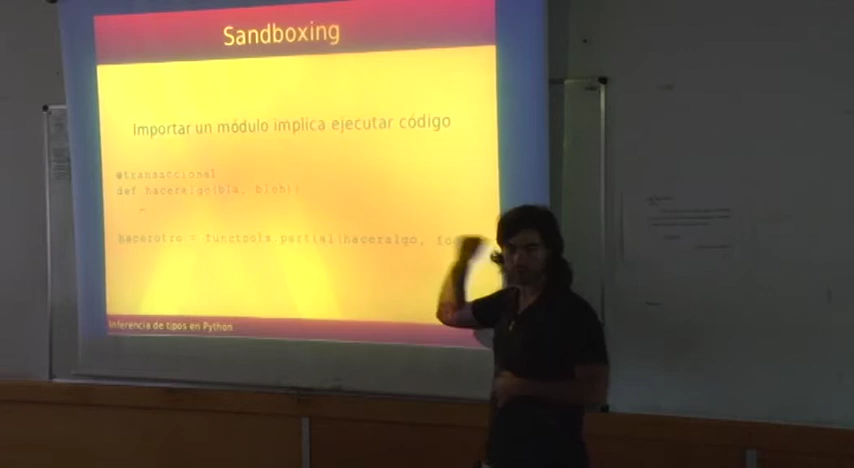 Sandboxing
Importar un módulo implica ejecutar código
@transaccional
def haceralgo(bla, bleh):
hacerotro = functools.partial(haceralgo, fo
Inferencia de tipos en Python